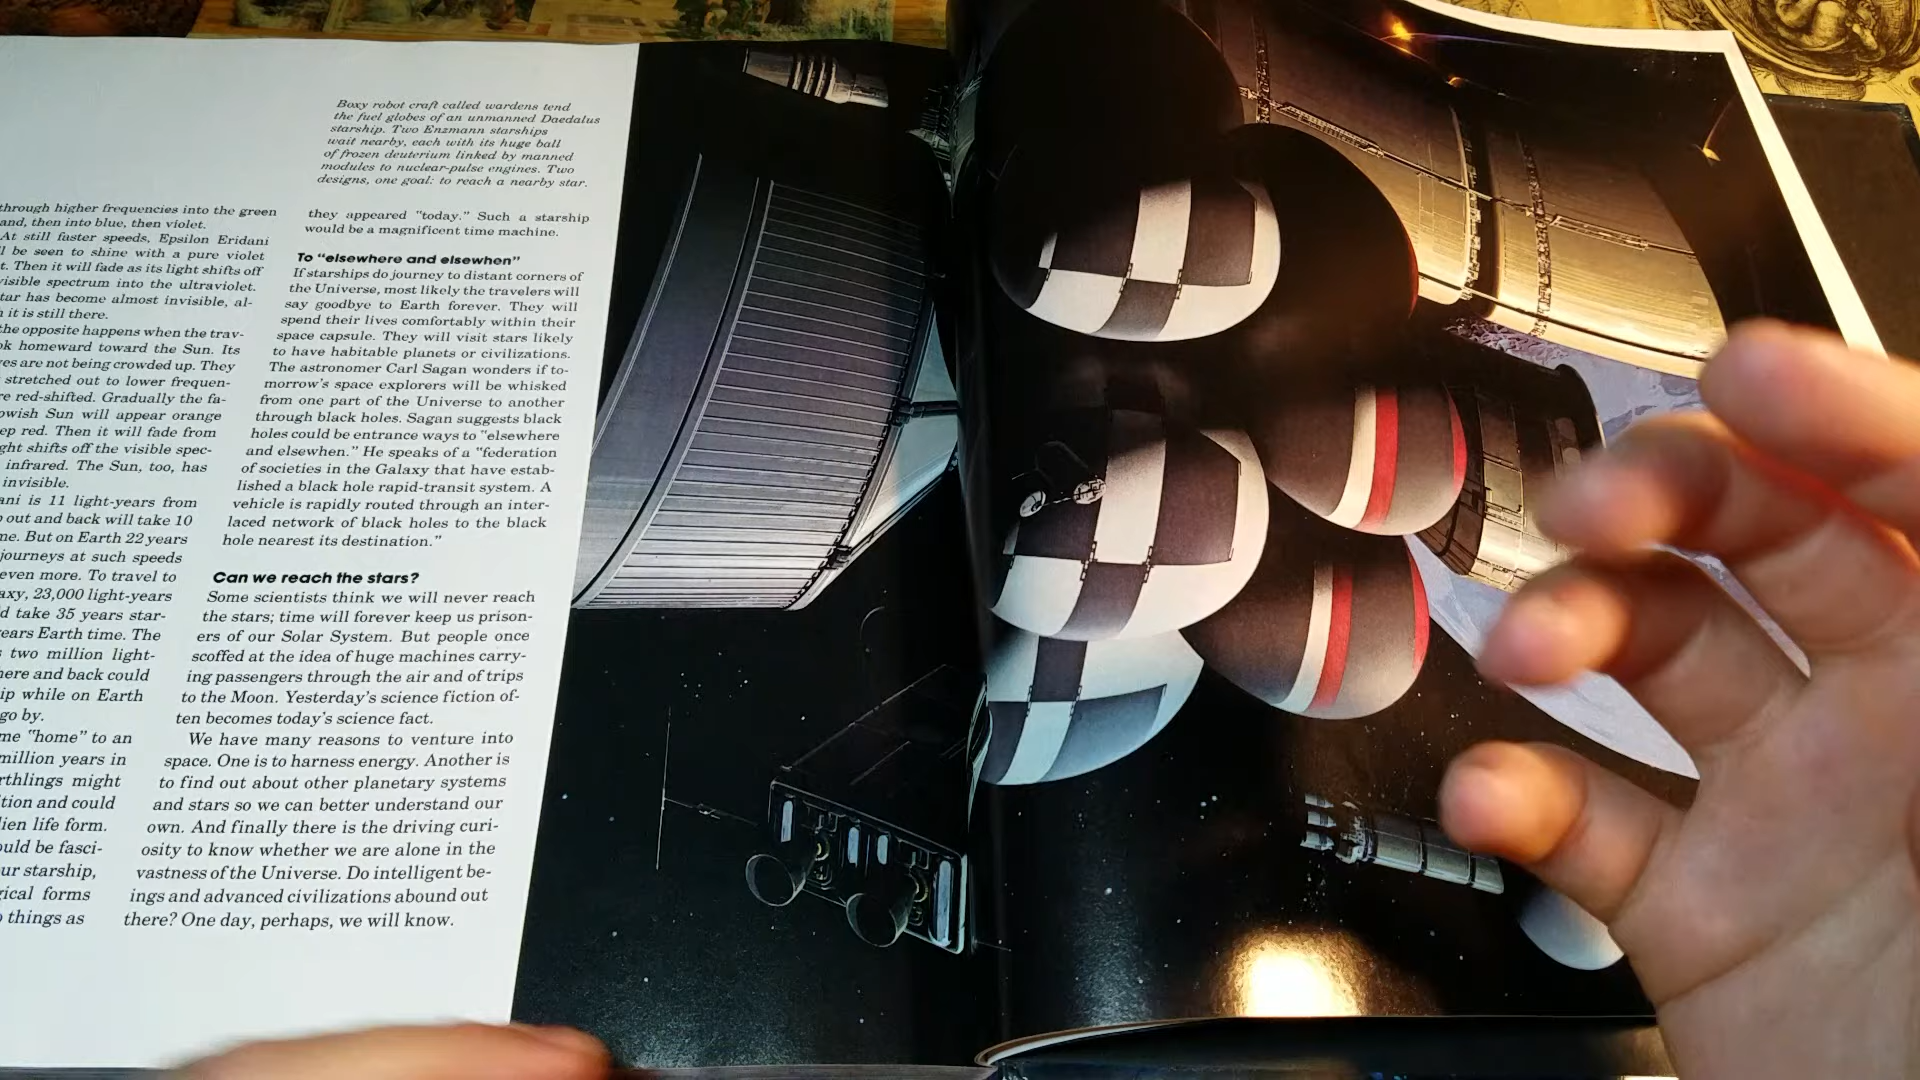 Boxy robot craft called wardens tend
the fuel globes of an unmanned Daedalus
starship. Two Enzmann starships
wait nearby, each with its huge ball
of frozen deuterium linked by manned
modules to nuclear-pulse engines. Two
designs, one goal: to reach a nearby star.
through higher frequencies into the green
and, then into blue, then violet.
At still faster speeds, Epsilon Eridani
be seen to shine with a pure violet
Then it will fade as its light shifts off
visible spectrum into the ultraviolet.
has become almost invisible, al-
it is still there.
the opposite happens when the trav-
homeward toward the Sun. Its
are not being crowded up. They
stretched out to lower frequen-
red-shifted. Gradually the fa-
Sun will appear orange
red. Then it will fade from
shifts off the visible spec-
infrared. The Sun, too, has
invisible.
is 11 light-years from
out and back will take 10
But on Earth 22 years
journeys at such speeds
even more. To travel to
23,000 light-years
take 35 years star-
Earth time. The
two million light-
and back could
while on Earth
go by.
"home" to an
million years in
might
and could
life form.
be fasci-
starship,
forms
things as
they appeared "today." Such a starship
would be a magnificent time machine.
To "elsewhere and elsewhen"
If starships do journey to distant corners of
the Universe, most likely the travelers will
say goodbye to Earth forever. They will
spend their lives comfortably within their
space capsule. They will visit stars likely
to have habitable planets or civilizations.
The astronomer Carl Sagan wonders if to-
morrow's space explorers will be whisked
from one part of the Universe to another
through black holes. Sagan suggests black
holes could be entrance ways to "elsewhere
and elsewhen." He speaks of a "federation
of societies in the Galaxy that have estab-
lished a black hole rapid-transit system. A
vehicle is rapidly routed through an inter-
laced network of black holes to the black
hole nearest its destination."
Can we reach the stars?
Some scientists think we will never reach
the stars; time will forever keep us prison-
ers of our Solar System. But people once
scoffed at the idea of huge machines carry-
ing passengers through the air and of trips
to the Moon. Yesterday's science fiction of-
ten becomes today's science fact.
We have many reasons to venture into
space. One is to harness energy. Another is
to find out about other planetary systems
and stars so we can better understand our
own. And finally there is the driving curi-
osity to know whether we are alone in the
vastness of the Universe. Do intelligent be-
ings and advanced civilizations abound out
there? One day, perhaps, we will know.